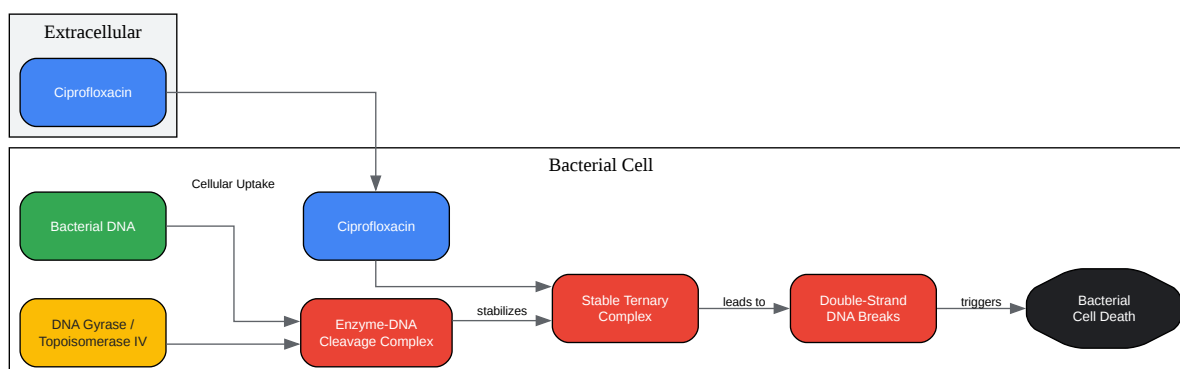 Extracellular
Ciprofloxacin
Bacterial Cell
Cellular Uptake
Bacterial DNA
Ciprofloxacin
DNA Gyrase /
Topoisomerase IV
Enzyme-DNA
Cleavage Complex
stabilizes
Stable Ternary
Complex
leads to
Double-Strand
DNA Breaks
triggers
Bacterial
Cell Death